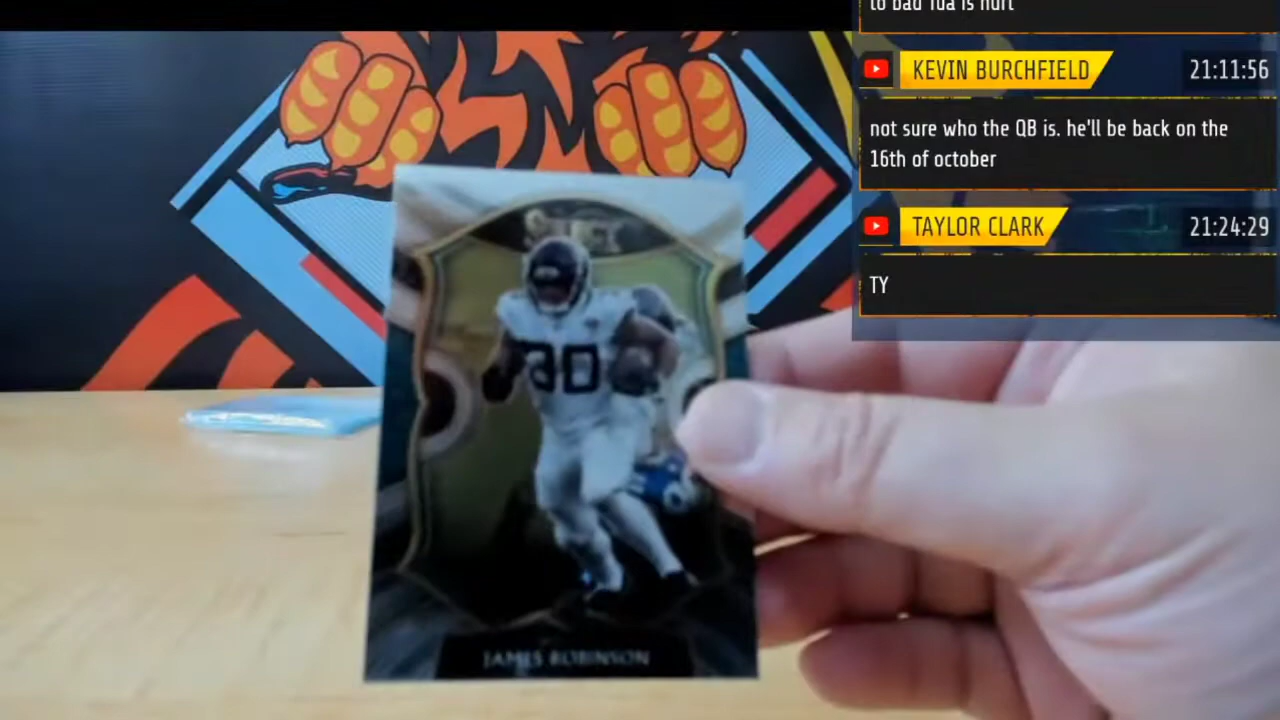 to bad Tua is hurt
KEVIN BURCHFIELD 21:11:56
not sure who the QB is. he'll be back on the
16th of october
TAYLOR CLARK 21:24:29
TY
30
JAMES ROBINSON